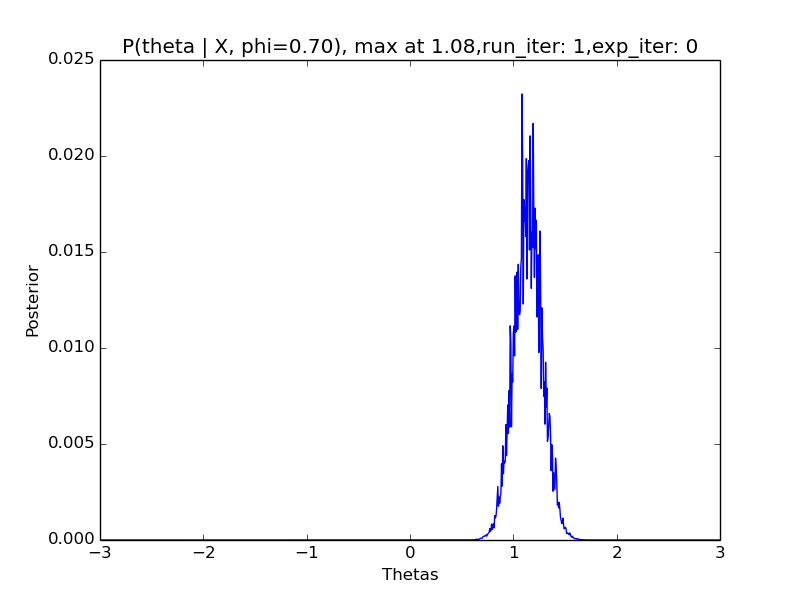 P(theta | X, phi=0.70), max at 1.08,run_iter: 1,exp_iter: 0
0.025
0.020
0.015
0.010
0.005
0.000
Posterior
−3 −2 −1 0 1 2 3
Thetas